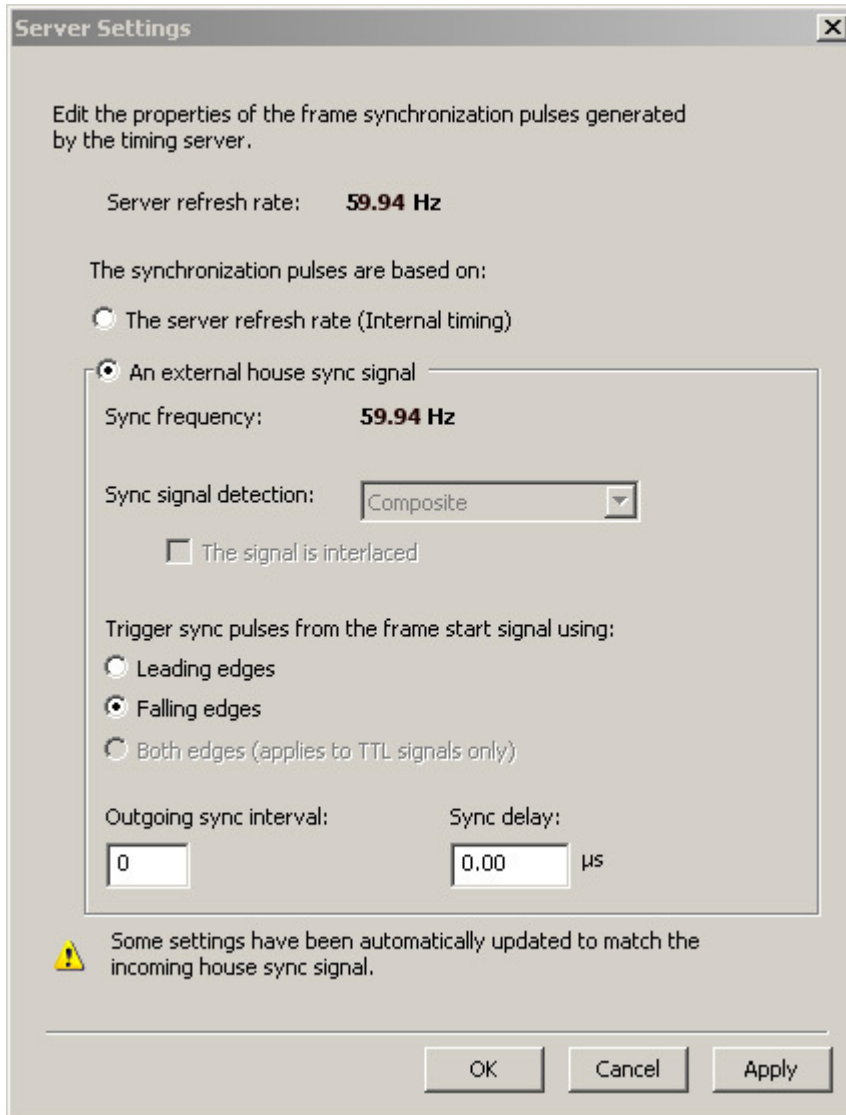 Server Settings
Edit the properties of the frame synchronization pulses generated
by the timing server.
Server refresh rate: 59.94 Hz
The synchronization pulses are based on:
The server refresh rate (Internal timing)
An external house sync signal
Sync frequency: 59.94 Hz
Sync signal detection: Composite
The signal is interlaced
Trigger sync pulses from the frame start signal using:
Leading edges
Falling edges
Both edges (applies to TTL signals only)
Outgoing sync interval: Sync delay:
0 0.00 µs
Some settings have been automatically updated to match the
incoming house sync signal.
OK Cancel Apply